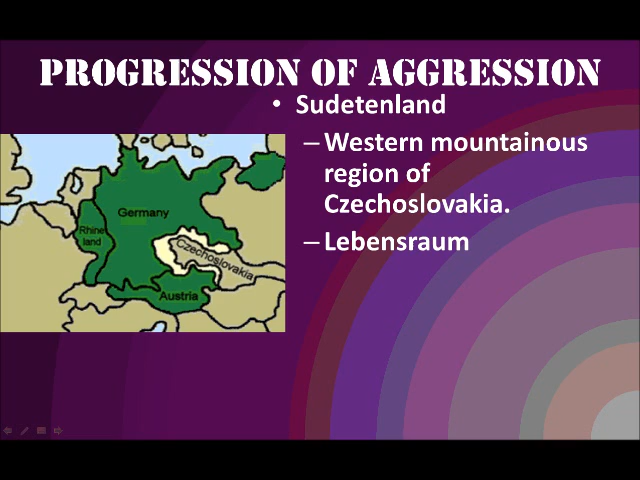 PROGRESSION OF AGGRESSION
• Sudetenland
– Western mountainous
region of
Czechoslovakia.
– Lebensraum
Germany
Rhine
land
Czechoslovakia
Austria